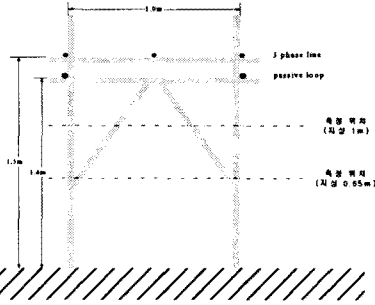 1.0m
3 phase line
passive loop
측정 위치
(지상 1m)
1.5m
1.4m
측정 위치
(지상 0.65m)